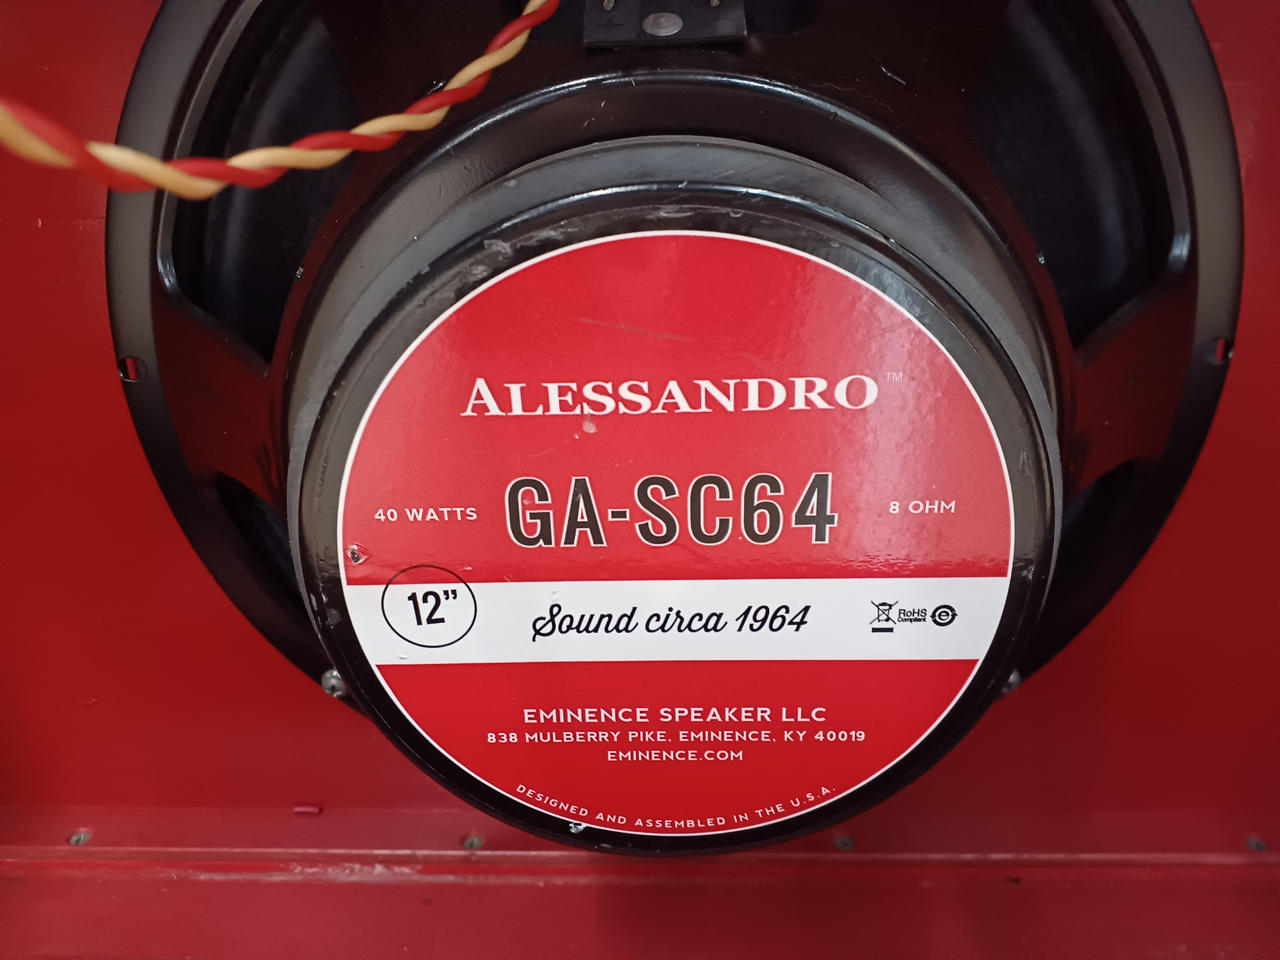 ALESSANDRO™
40 WATTS GA-SC64 8 OHM
12” Sound circa 1964 RoHS
Compliant e
EMINENCE SPEAKER LLC
838 MULBERRY PIKE, EMINENCE, KY 40019
EMINENCE.COM
DESIGNED AND ASSEMBLED IN THE U.S.A.